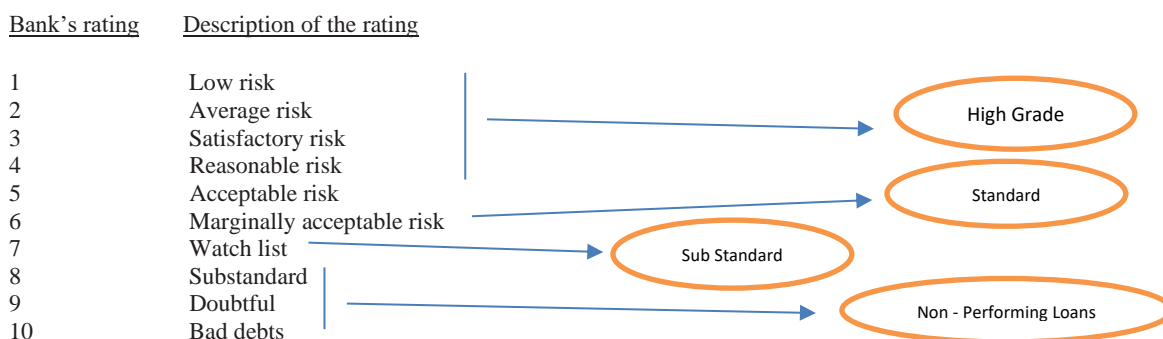 Bank’s rating Description of the rating
1 Low risk
2 Average risk
3 Satisfactory risk
4 Reasonable risk
5 Acceptable risk
6 Marginally acceptable risk
7 Watch list
8 Substandard
9 Doubtful
10 Bad debts
High Grade
Standard
Sub Standard
Non - Performing Loans